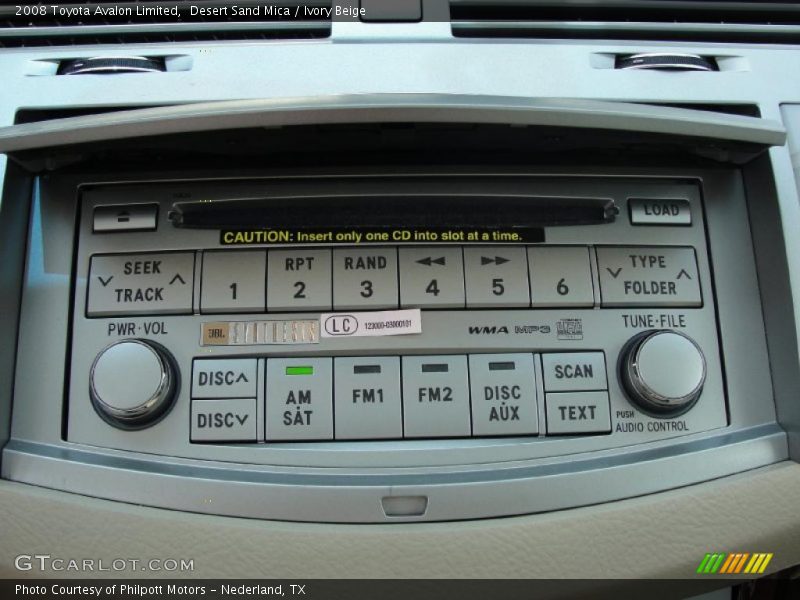 2008 Toyota Avalon Limited, Desert Sand Mica / Ivory Beige
LOAD
CAUTION: Insert only one CD into slot at a time.
SEEK
TRACK
1
RPT
2
RAND
3
4
5
6
TYPE
FOLDER
PWR·VOL
JBL
LC 123000-03000101
WMA MP3
TUNE·FILE
DISC
DISC
AM
SAT
FM1
FM2
DISC
AUX
SCAN
TEXT
PUSH
AUDIO CONTROL
GTCARLOT.COM
Photo Courtesy of Philpott Motors - Nederland, TX